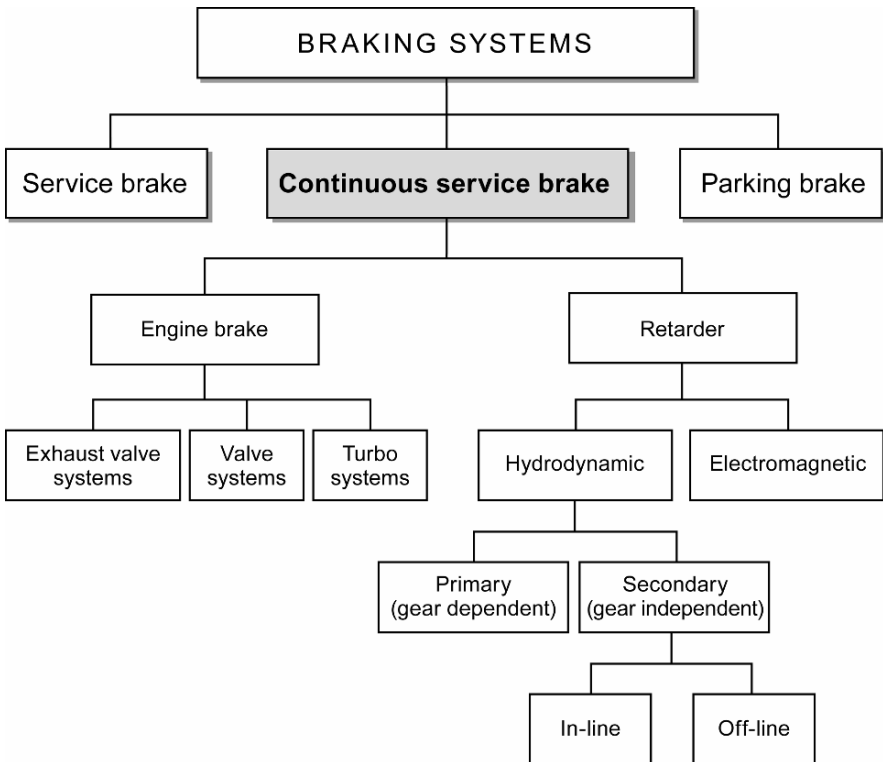 BRAKING SYSTEMS
Service brake
Continuous service brake
Parking brake
Engine brake
Retarder
Exhaust valve
systems
Valve
systems
Turbo
systems
Hydrodynamic
Electromagnetic
Primary
(gear dependent)
Secondary
(gear independent)
In-line
Off-line